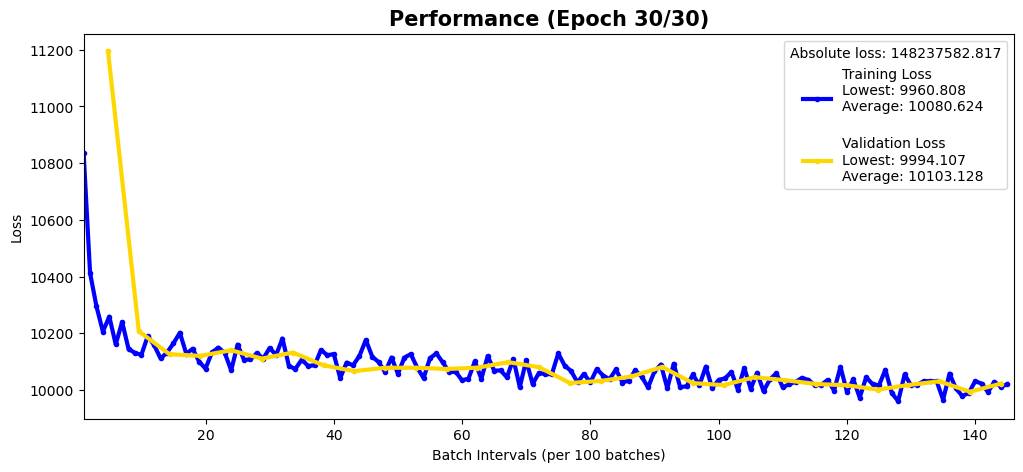 Performance (Epoch 30/30)
Absolute loss: 148237582.817
Training Loss
Lowest: 9960.808
Average: 10080.624
Validation Loss
Lowest: 9994.107
Average: 10103.128
Loss
11200
11000
10800
10600
10400
10200
10000
20 40 60 80 100 120 140
Batch Intervals (per 100 batches)